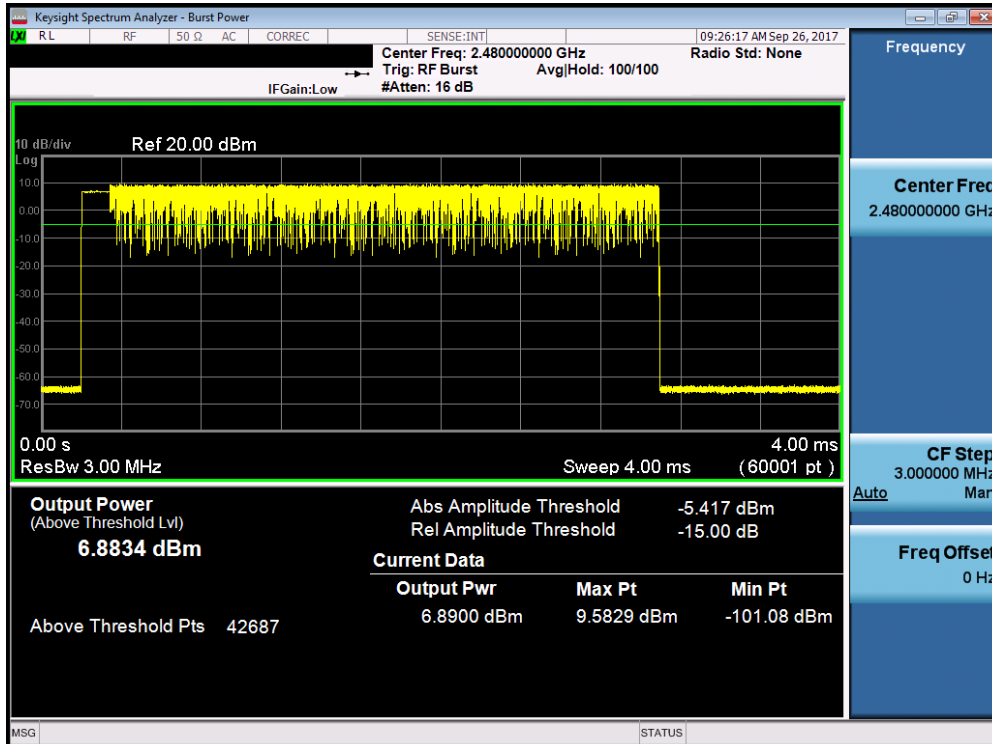 Keysight Spectrum Analyzer - Burst Power
LXI RL RF 50 Ω AC CORREC SENSE:INT 09:26:17 AM Sep 26, 2017
Center Freq: 2.480000000 GHz Radio Std: None
Trig: RF Burst Avg|Hold: 100/100
IFGain:Low #Atten: 16 dB
10 dB/div Ref 20.00 dBm
Log
10.0
0.00
-10.0
-20.0
-30.0
-40.0
-50.0
-60.0
-70.0
0.00 s 4.00 ms
ResBw 3.00 MHz Sweep 4.00 ms (60001 pt)
Output Power
(Above Threshold Lvl)
6.8834 dBm
Above Threshold Pts 42687
Abs Amplitude Threshold -5.417 dBm
Rel Amplitude Threshold -15.00 dB
Current Data
Output Pwr Max Pt Min Pt
6.8900 dBm 9.5829 dBm -101.08 dBm
Frequency
Center Freq
2.480000000 GHz
CF Step
3.000000 MHz
Auto Man
Freq Offset
0 Hz
MSG STATUS